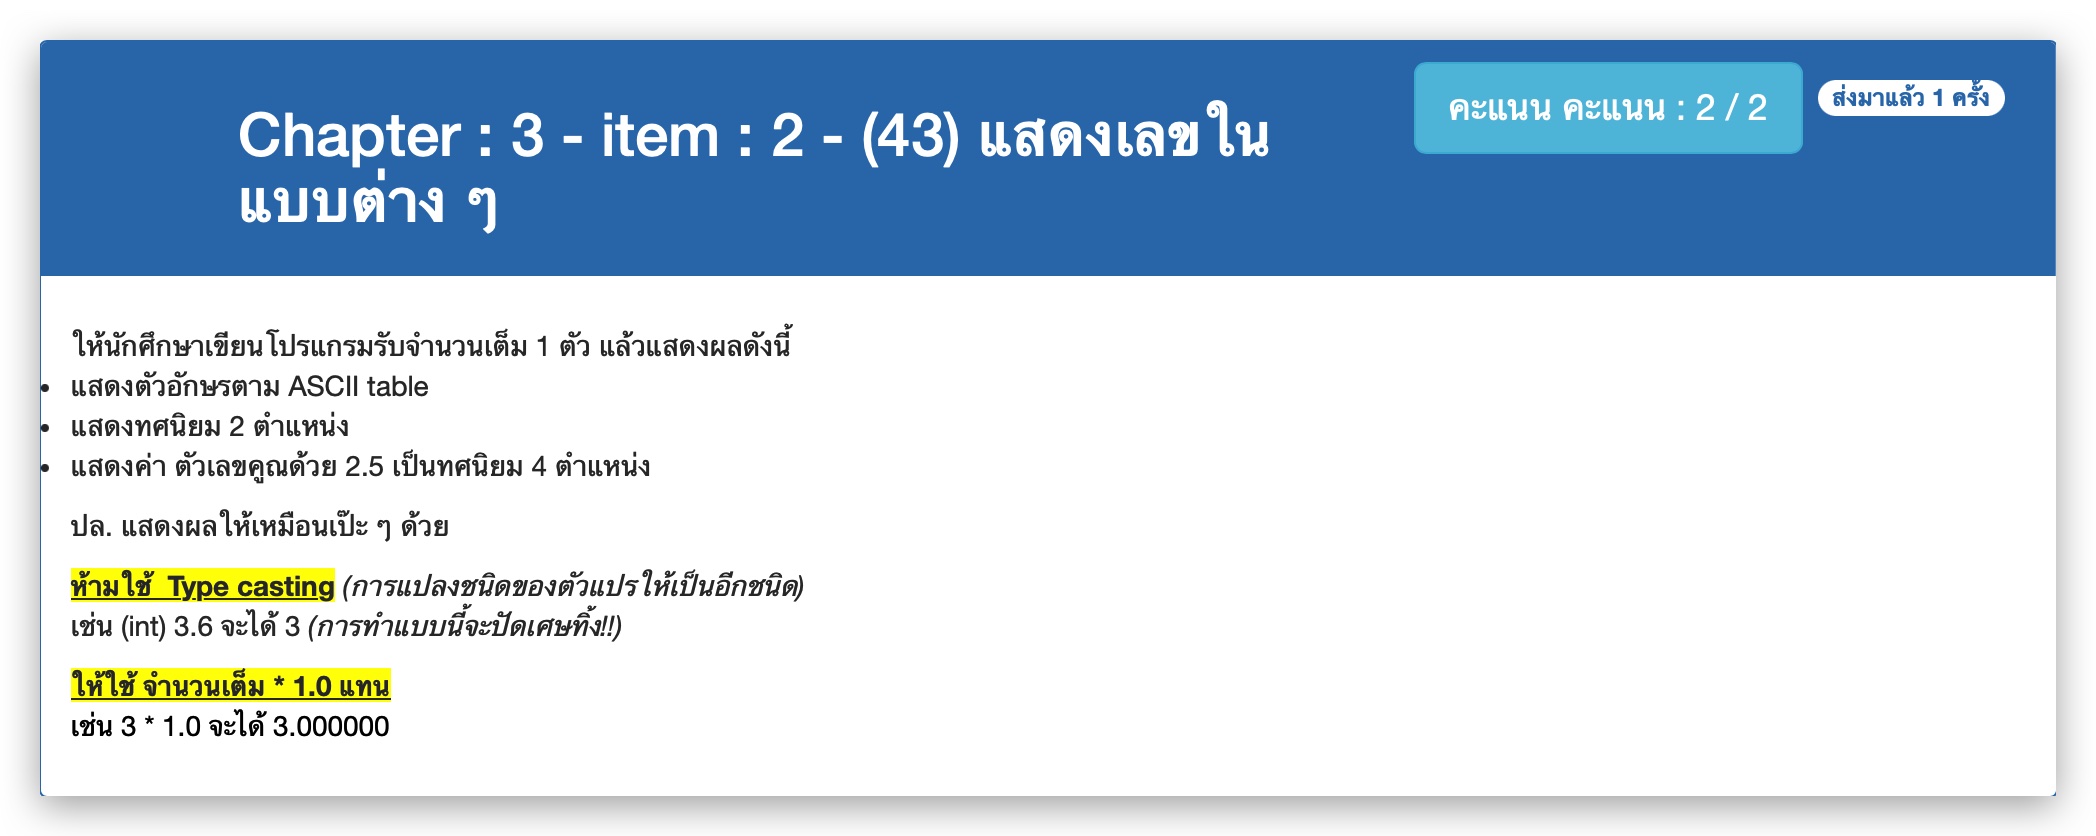 Chapter : 3 - item : 2 - (43) แสดงเลขใน
แบบต่าง ๆ
คะแนน คะแนน : 2 / 2
ส่งมาแล้ว 1 ครั้ง
ให้นักศึกษาเขียนโปรแกรมรับจำนวนเต็ม 1 ตัว แล้วแสดงผลดังนี้
• แสดงตัวอักษรตาม ASCII table
• แสดงทศนิยม 2 ตำแหน่ง
• แสดงค่า ตัวเลขคูณด้วย 2.5 เป็นทศนิยม 4 ตำแหน่ง
ปล. แสดงผลให้เหมือนเป๊ะ ๆ ด้วย
ห้ามใช้ Type casting (การแปลงชนิดของตัวแปรให้เป็นอีกชนิด)
เช่น (int) 3.6 จะได้ 3 (การทำแบบนี้จะปัดเศษทิ้ง!!)
ให้ใช้ จำนวนเต็ม * 1.0 แทน
เช่น 3 * 1.0 จะได้ 3.000000